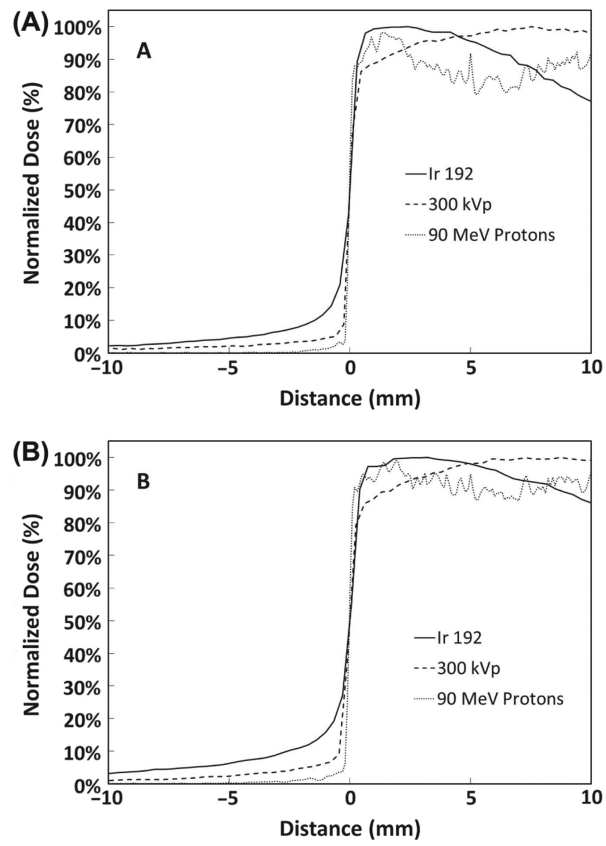 (A)
Normalized Dose (%)
100%
90%
80%
70%
60%
50%
40%
30%
20%
10%
0%
A
Ir 192
300 kVp
90 MeV Protons
−10
−5
0
5
10
Distance (mm)
(B)
Normalized Dose (%)
100%
90%
80%
70%
60%
50%
40%
30%
20%
10%
0%
B
Ir 192
300 kVp
90 MeV Protons
−10
−5
0
5
10
Distance (mm)